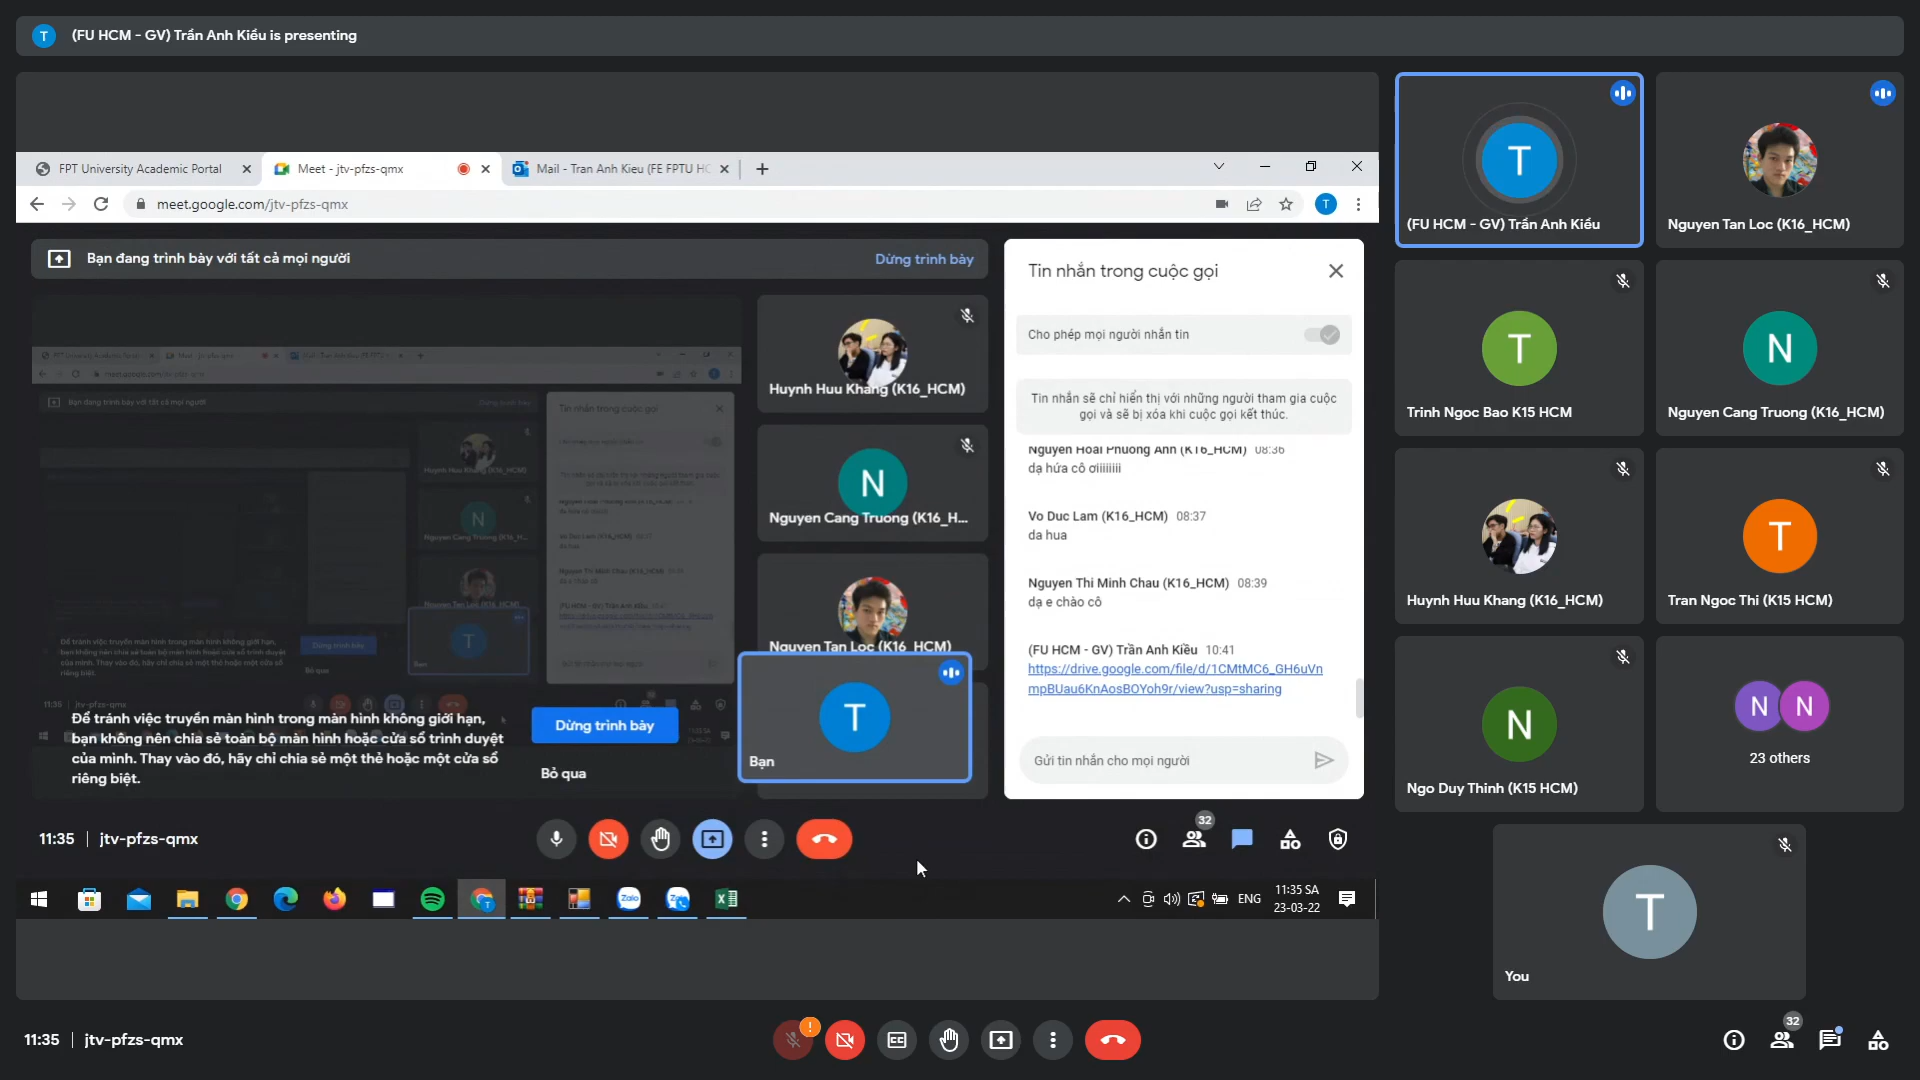 T (FU HCM - GV) Trần Anh Kiều is presenting
FPT University Academic Portal
Meet - jtv-pfzs-qmx
Mail - Tran Anh Kieu (FE FPTU HC
meet.google.com/jtv-pfzs-qmx
T
Bạn đang trình bày với tất cả mọi người
Dừng trình bày
Huynh Huu Khang (K16_HCM)
N
Nguyen Cang Truong (K16_H...
Nguyen Tan Loc (K16_HCM)
T
Bạn
Để tránh việc truyền màn hình trong màn hình không giới hạn,
bạn không nên chia sẻ toàn bộ màn hình hoặc cửa sổ trình duyệt
của mình. Thay vào đó, hãy chỉ chia sẻ một thẻ hoặc một cửa sổ
riêng biệt.
Dừng trình bày
Bỏ qua
Tin nhắn trong cuộc gọi
Cho phép mọi người nhắn tin
Tin nhắn sẽ chỉ hiển thị với những người tham gia cuộc
gọi và sẽ bị xóa khi cuộc gọi kết thúc.
Nguyen Hoai Phuong Anh (K16_HCM) 08:36
dạ hứa cô ơiiiiiiii
Vo Duc Lam (K16_HCM) 08:37
da hua
Nguyen Thi Minh Chau (K16_HCM) 08:39
dạ e chào cô
(FU HCM - GV) Trần Anh Kiều 10:41
https://drive.google.com/file/d/1CMtMC6_GH6uVn
mpBUau6KnAosBOYoh9r/view?usp=sharing
Gửi tin nhắn cho mọi người
11:35 | jtv-pfzs-qmx
32
ENG
11:35 SA
23-03-22
T
(FU HCM - GV) Trần Anh Kiều
Nguyen Tan Loc (K16_HCM)
T
Trinh Ngoc Bao K15 HCM
N
Nguyen Cang Truong (K16_HCM)
Huynh Huu Khang (K16_HCM)
T
Tran Ngoc Thi (K15 HCM)
N
Ngo Duy Thinh (K15 HCM)
N N
23 others
T
You
11:35 | jtv-pfzs-qmx
32